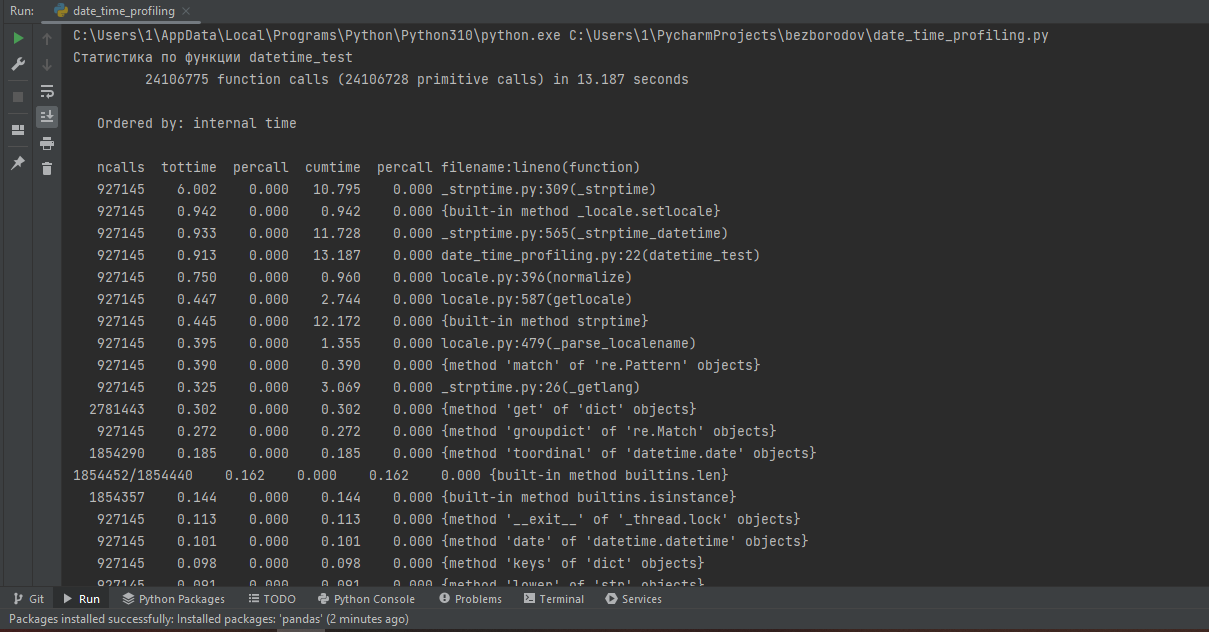 Run: date_time_profiling
C:\Users\1\AppData\Local\Programs\Python\Python310\python.exe C:\Users\1\PycharmProjects\bezborodov\date_time_profiling.py
Статистика по функции datetime_test
24106775 function calls (24106728 primitive calls) in 13.187 seconds
Ordered by: internal time
ncalls tottime percall cumtime percall filename:lineno(function)
927145 6.002 0.000 10.795 0.000 _strptime.py:309(_strptime)
927145 0.942 0.000 0.942 0.000 {built-in method _locale.setlocale}
927145 0.933 0.000 11.728 0.000 _strptime.py:565(_strptime_datetime)
927145 0.913 0.000 13.187 0.000 date_time_profiling.py:22(datetime_test)
927145 0.750 0.000 0.960 0.000 locale.py:396(normalize)
927145 0.447 0.000 2.744 0.000 locale.py:587(getlocale)
927145 0.445 0.000 12.172 0.000 {built-in method strptime}
927145 0.395 0.000 1.355 0.000 locale.py:479(_parse_localename)
927145 0.390 0.000 0.390 0.000 {method 'match' of 're.Pattern' objects}
927145 0.325 0.000 3.069 0.000 _strptime.py:26(_getlang)
2781443 0.302 0.000 0.302 0.000 {method 'get' of 'dict' objects}
927145 0.272 0.000 0.272 0.000 {method 'groupdict' of 're.Match' objects}
1854290 0.185 0.000 0.185 0.000 {method 'toordinal' of 'datetime.date' objects}
1854452/1854440 0.162 0.000 0.162 0.000 {built-in method builtins.len}
1854357 0.144 0.000 0.144 0.000 {built-in method builtins.isinstance}
927145 0.113 0.000 0.113 0.000 {method '__exit__' of '_thread.lock' objects}
927145 0.101 0.000 0.101 0.000 {method 'date' of 'datetime.datetime' objects}
927145 0.098 0.000 0.098 0.000 {method 'keys' of 'dict' objects}
927145 0.091 0.000 0.091 0.000 {method 'lower' of 'str' objects}
Git Run Python Packages TODO Python Console Problems Terminal Services
Packages installed successfully: Installed packages: 'pandas' (2 minutes ago)